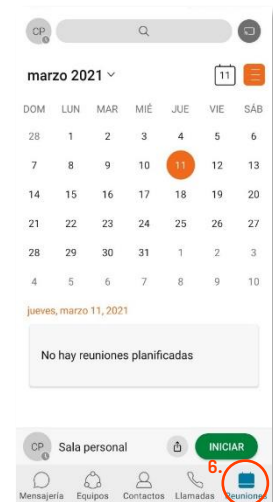 CP
marzo 2021
11
DOM LUN MAR MIÉ JUE VIE SÁB
28 1 2 3 4 5 6
7 8 9 10 11 12 13
14 15 16 17 18 19 20
21 22 23 24 25 26 27
28 29 30 31 1 2 3
4 5 6 7 8 9 10
jueves, marzo 11, 2021
No hay reuniones planificadas
CP Sala personal INICIAR
6.
Mensajería Equipos Contactos Llamadas Reuniones